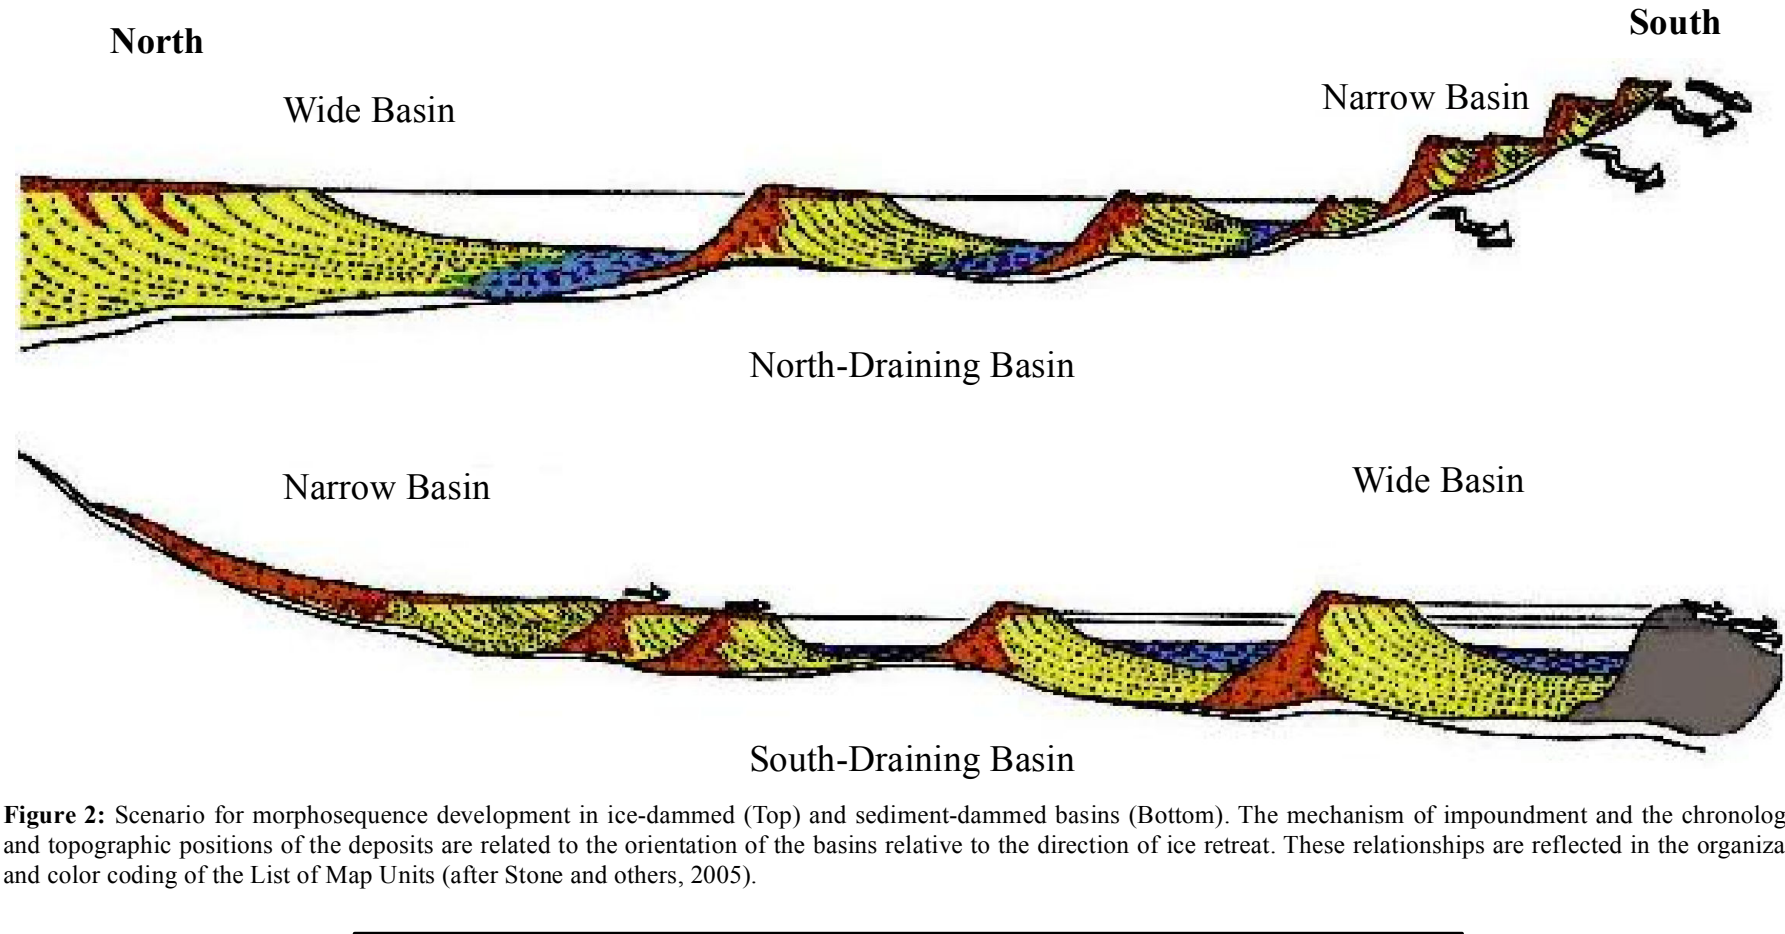 North
South
Wide Basin
Narrow Basin
North-Draining Basin
Narrow Basin
Wide Basin
South-Draining Basin
Figure 2: Scenario for morphosequence development in ice-dammed (Top) and sediment-dammed basins (Bottom). The mechanism of impoundment and the chronolog
and topographic positions of the deposits are related to the orientation of the basins relative to the direction of ice retreat. These relationships are reflected in the organiza
and color coding of the List of Map Units (after Stone and others, 2005).